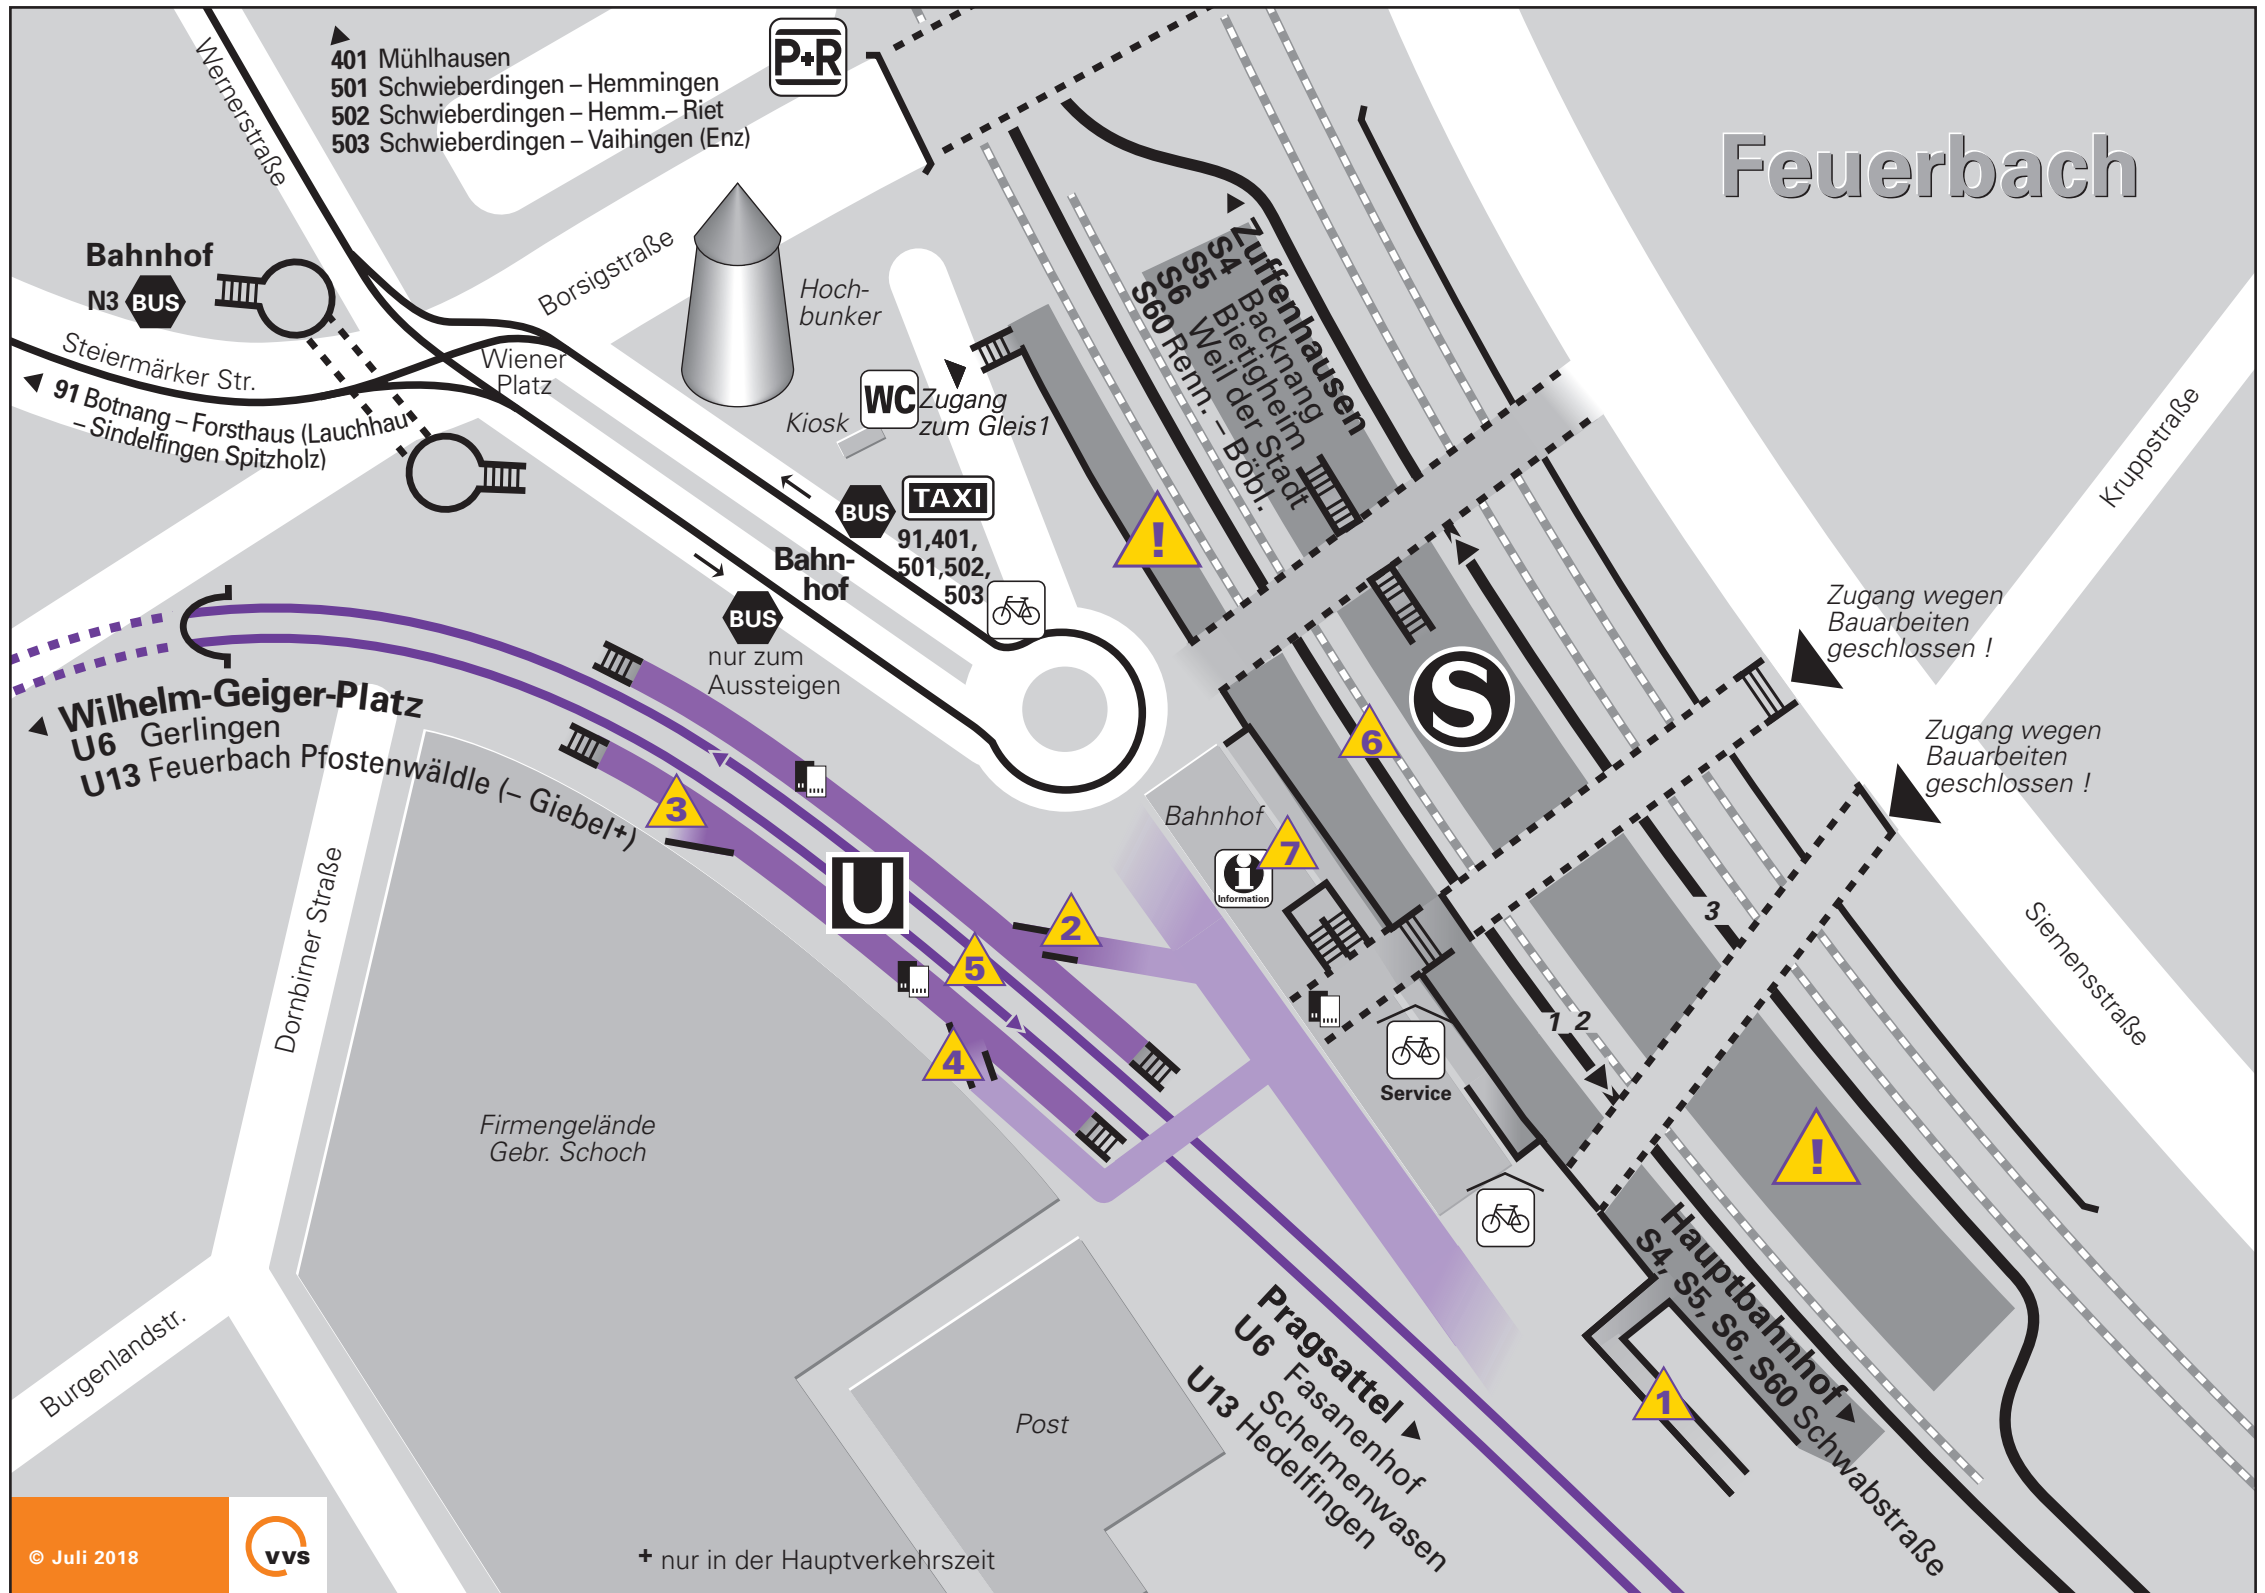 Feuerbach
Wernerstraße
401 Mühlhausen
501 Schwieberdingen – Hemmingen
502 Schwieberdingen – Hemm.– Riet
503 Schwieberdingen – Vaihingen (Enz)
P+R
Bahnhof
N3 BUS
Steiermärker Str.
91 Botnang – Forsthaus (Lauchhau
– Sindelfingen Spitzholz)
Borsigstraße
Wiener
Platz
Hoch-
bunker
Kiosk
WC
Zugang
zum Gleis1
BUS
TAXI
91,401,
501,502,
503
Bahn-
hof
BUS
nur zum
Aussteigen
Zuffenhausen
S4 Backnang
S5 Bietigheim
S6 Weil der Stadt
S60 Renn. – Böbl.
!
Kruppstraße
Zugang wegen
Bauarbeiten
geschlossen !
Zugang wegen
Bauarbeiten
geschlossen !
Siemensstraße
S
6
Wilhelm-Geiger-Platz
U6 Gerlingen
U13 Feuerbach Pfostenwäldle (– Giebel+)
3
U
2
5
4
Bahnhof
i
Information
7
3
1 2
Service
!
Dornbirner Straße
Firmengelände
Gebr. Schoch
Burgenlandstr.
Post
Pragsattel
U6 Fasanenhof
Schelmenwasen
U13 Hedelfingen
Hauptbahnhof
S4, S5, S6, S60 Schwabstraße
1
+ nur in der Hauptverkehrszeit
© Juli 2018
vvs